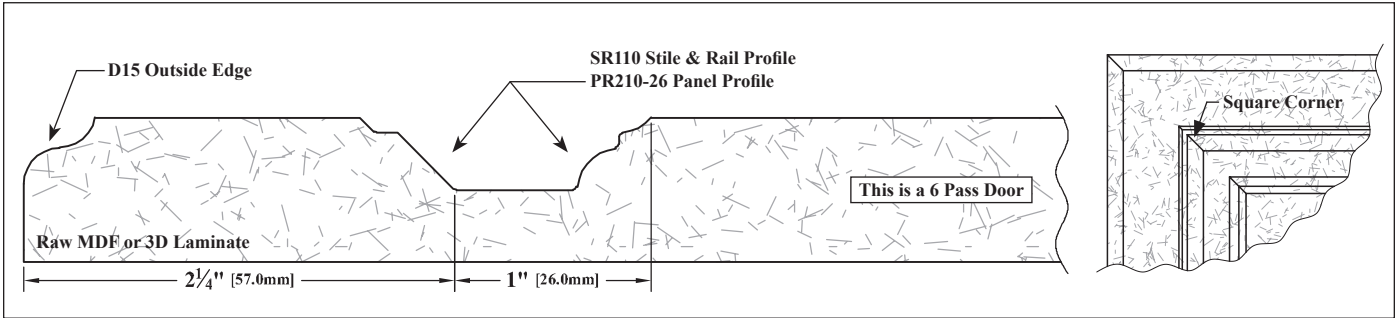 D15 Outside Edge
SR110 Stile & Rail Profile
PR210-26 Panel Profile
Square Corner
This is a 6 Pass Door
Raw MDF or 3D Laminate
2¼" [57.0mm]
1" [26.0mm]